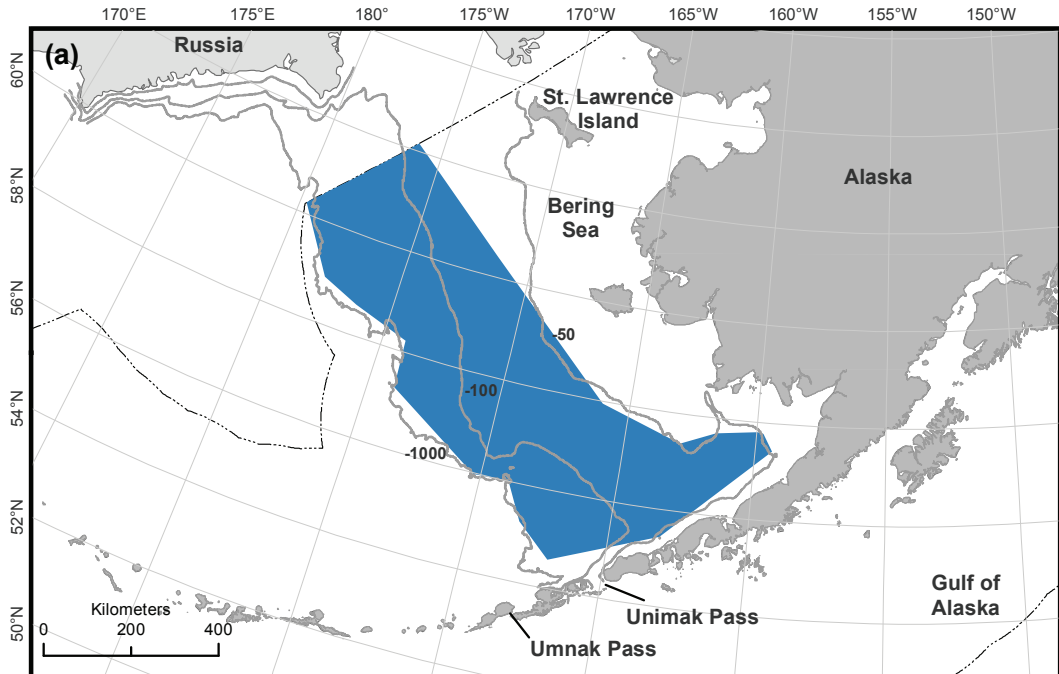 170°E 175°E 180° 175°W 170°W 165°W 160°W 155°W 150°W
(a)
Russia
60°N
St. Lawrence
Island
Alaska
58°N
Bering
Sea
56°N
-50
-100
54°N
-1000
52°N
Gulf of
Alaska
Kilometers
Unimak Pass
50°N
0 200 400
Umnak Pass